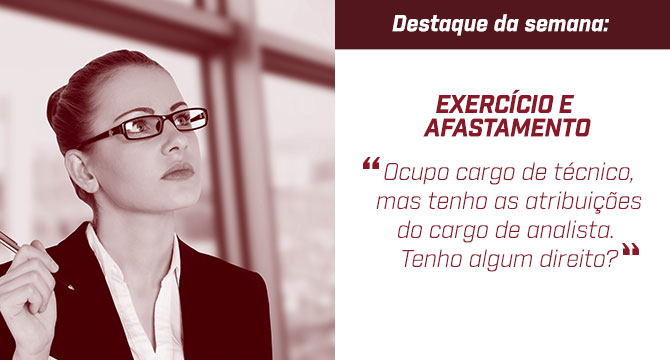 Destaque da semana:
EXERCÍCIO E
AFASTAMENTO
“Ocupo cargo de técnico,
mas tenho as atribuições
do cargo de analista.
Tenho algum direito?”